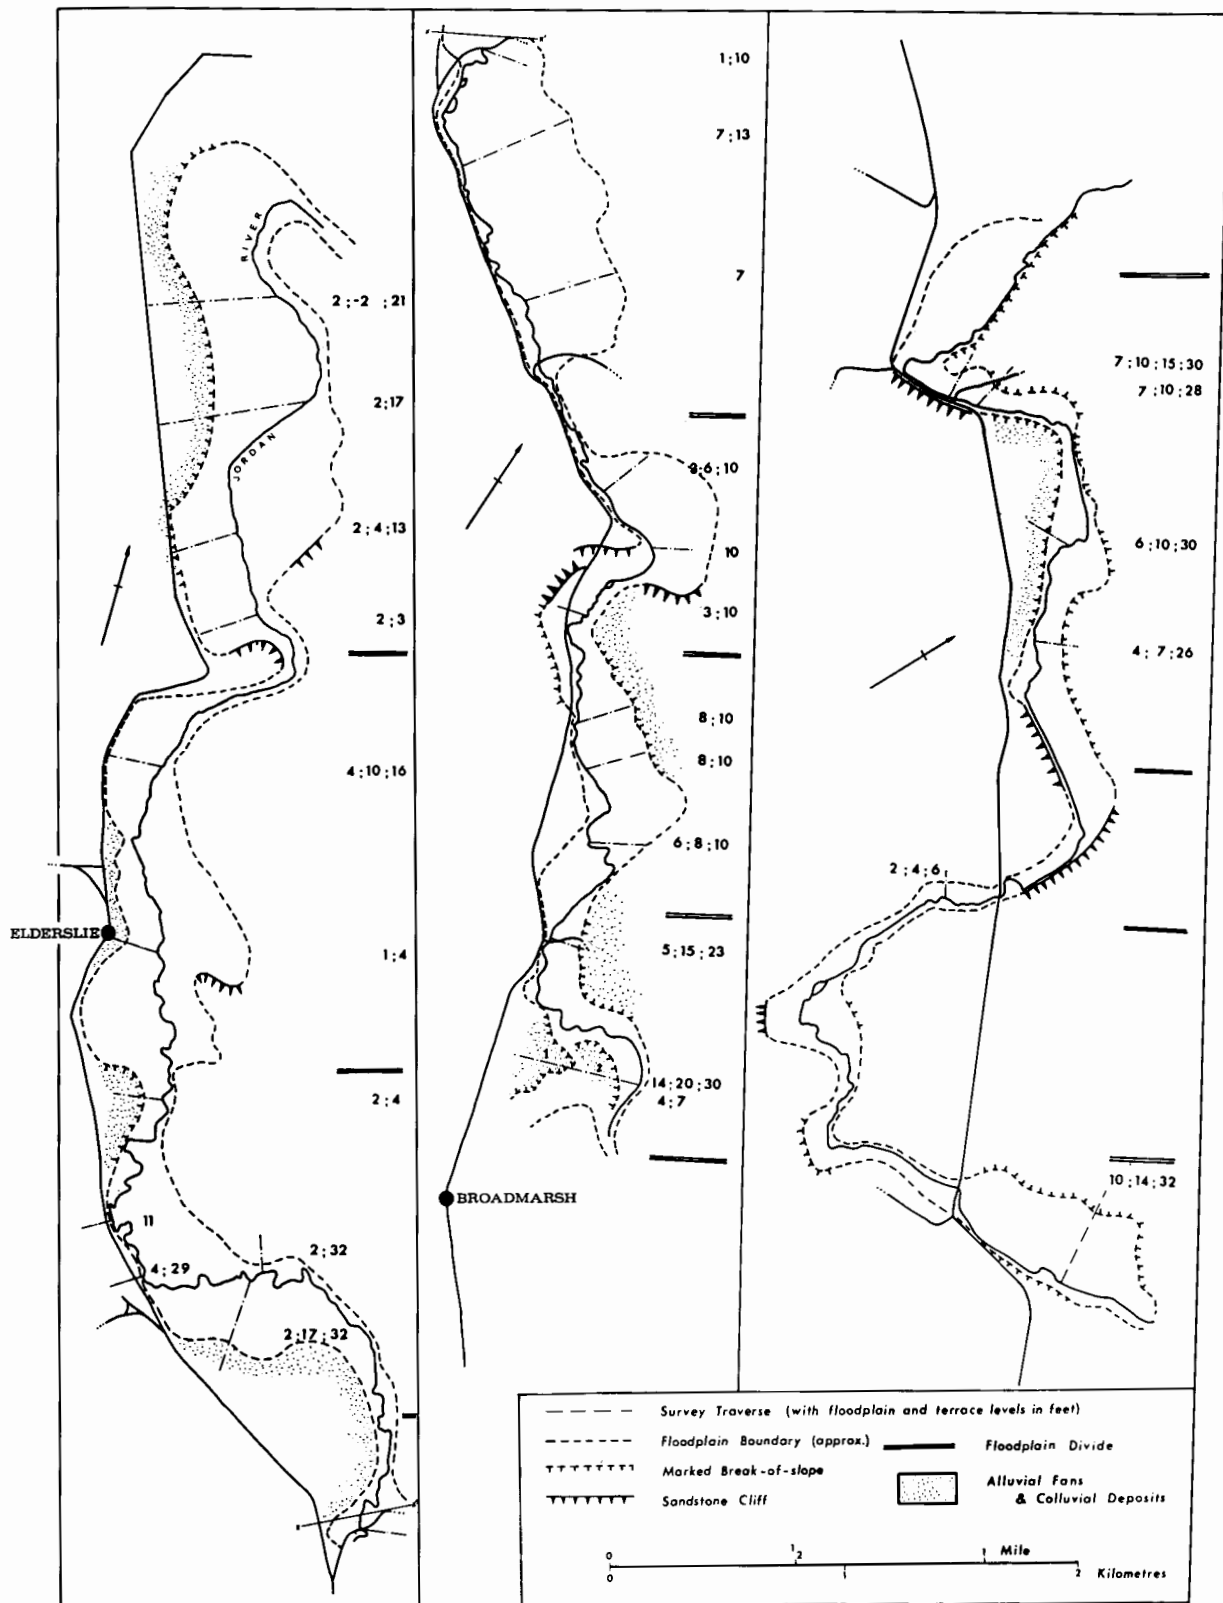 RIVER
2 ; -2 ; 21
2 ; 17
JORDAN
2 ; 4 ; 13
2 ; 3
4 ; 10 ; 16
ELDERSLIE
1 ; 4
2 ; 4
11
2 ; 32
4 ; 29
2 ; 17 ; 32
1 ; 10
7 ; 13
7
6 ; 10
10
3 ; 10
8 ; 10
8 ; 10
6 ; 8 ; 10
5 ; 15 ; 23
1
2
14 ; 20 ; 30
4 ; 7
BROADMARSH
7 ; 10 ; 15 ; 30
7 ; 10 ; 28
6 ; 10 ; 30
4 ; 7 ; 26
2 ; 4 ; 6
10 ; 14 ; 32
Survey Traverse (with floodplain and terrace levels in feet)
Floodplain Boundary (approx.)
Floodplain Divide
Marked Break-of-slope
Alluvial Fans
& Colluvial Deposits
Sandstone Cliff
0 1/2 1 Mile
0 1 2 Kilometres